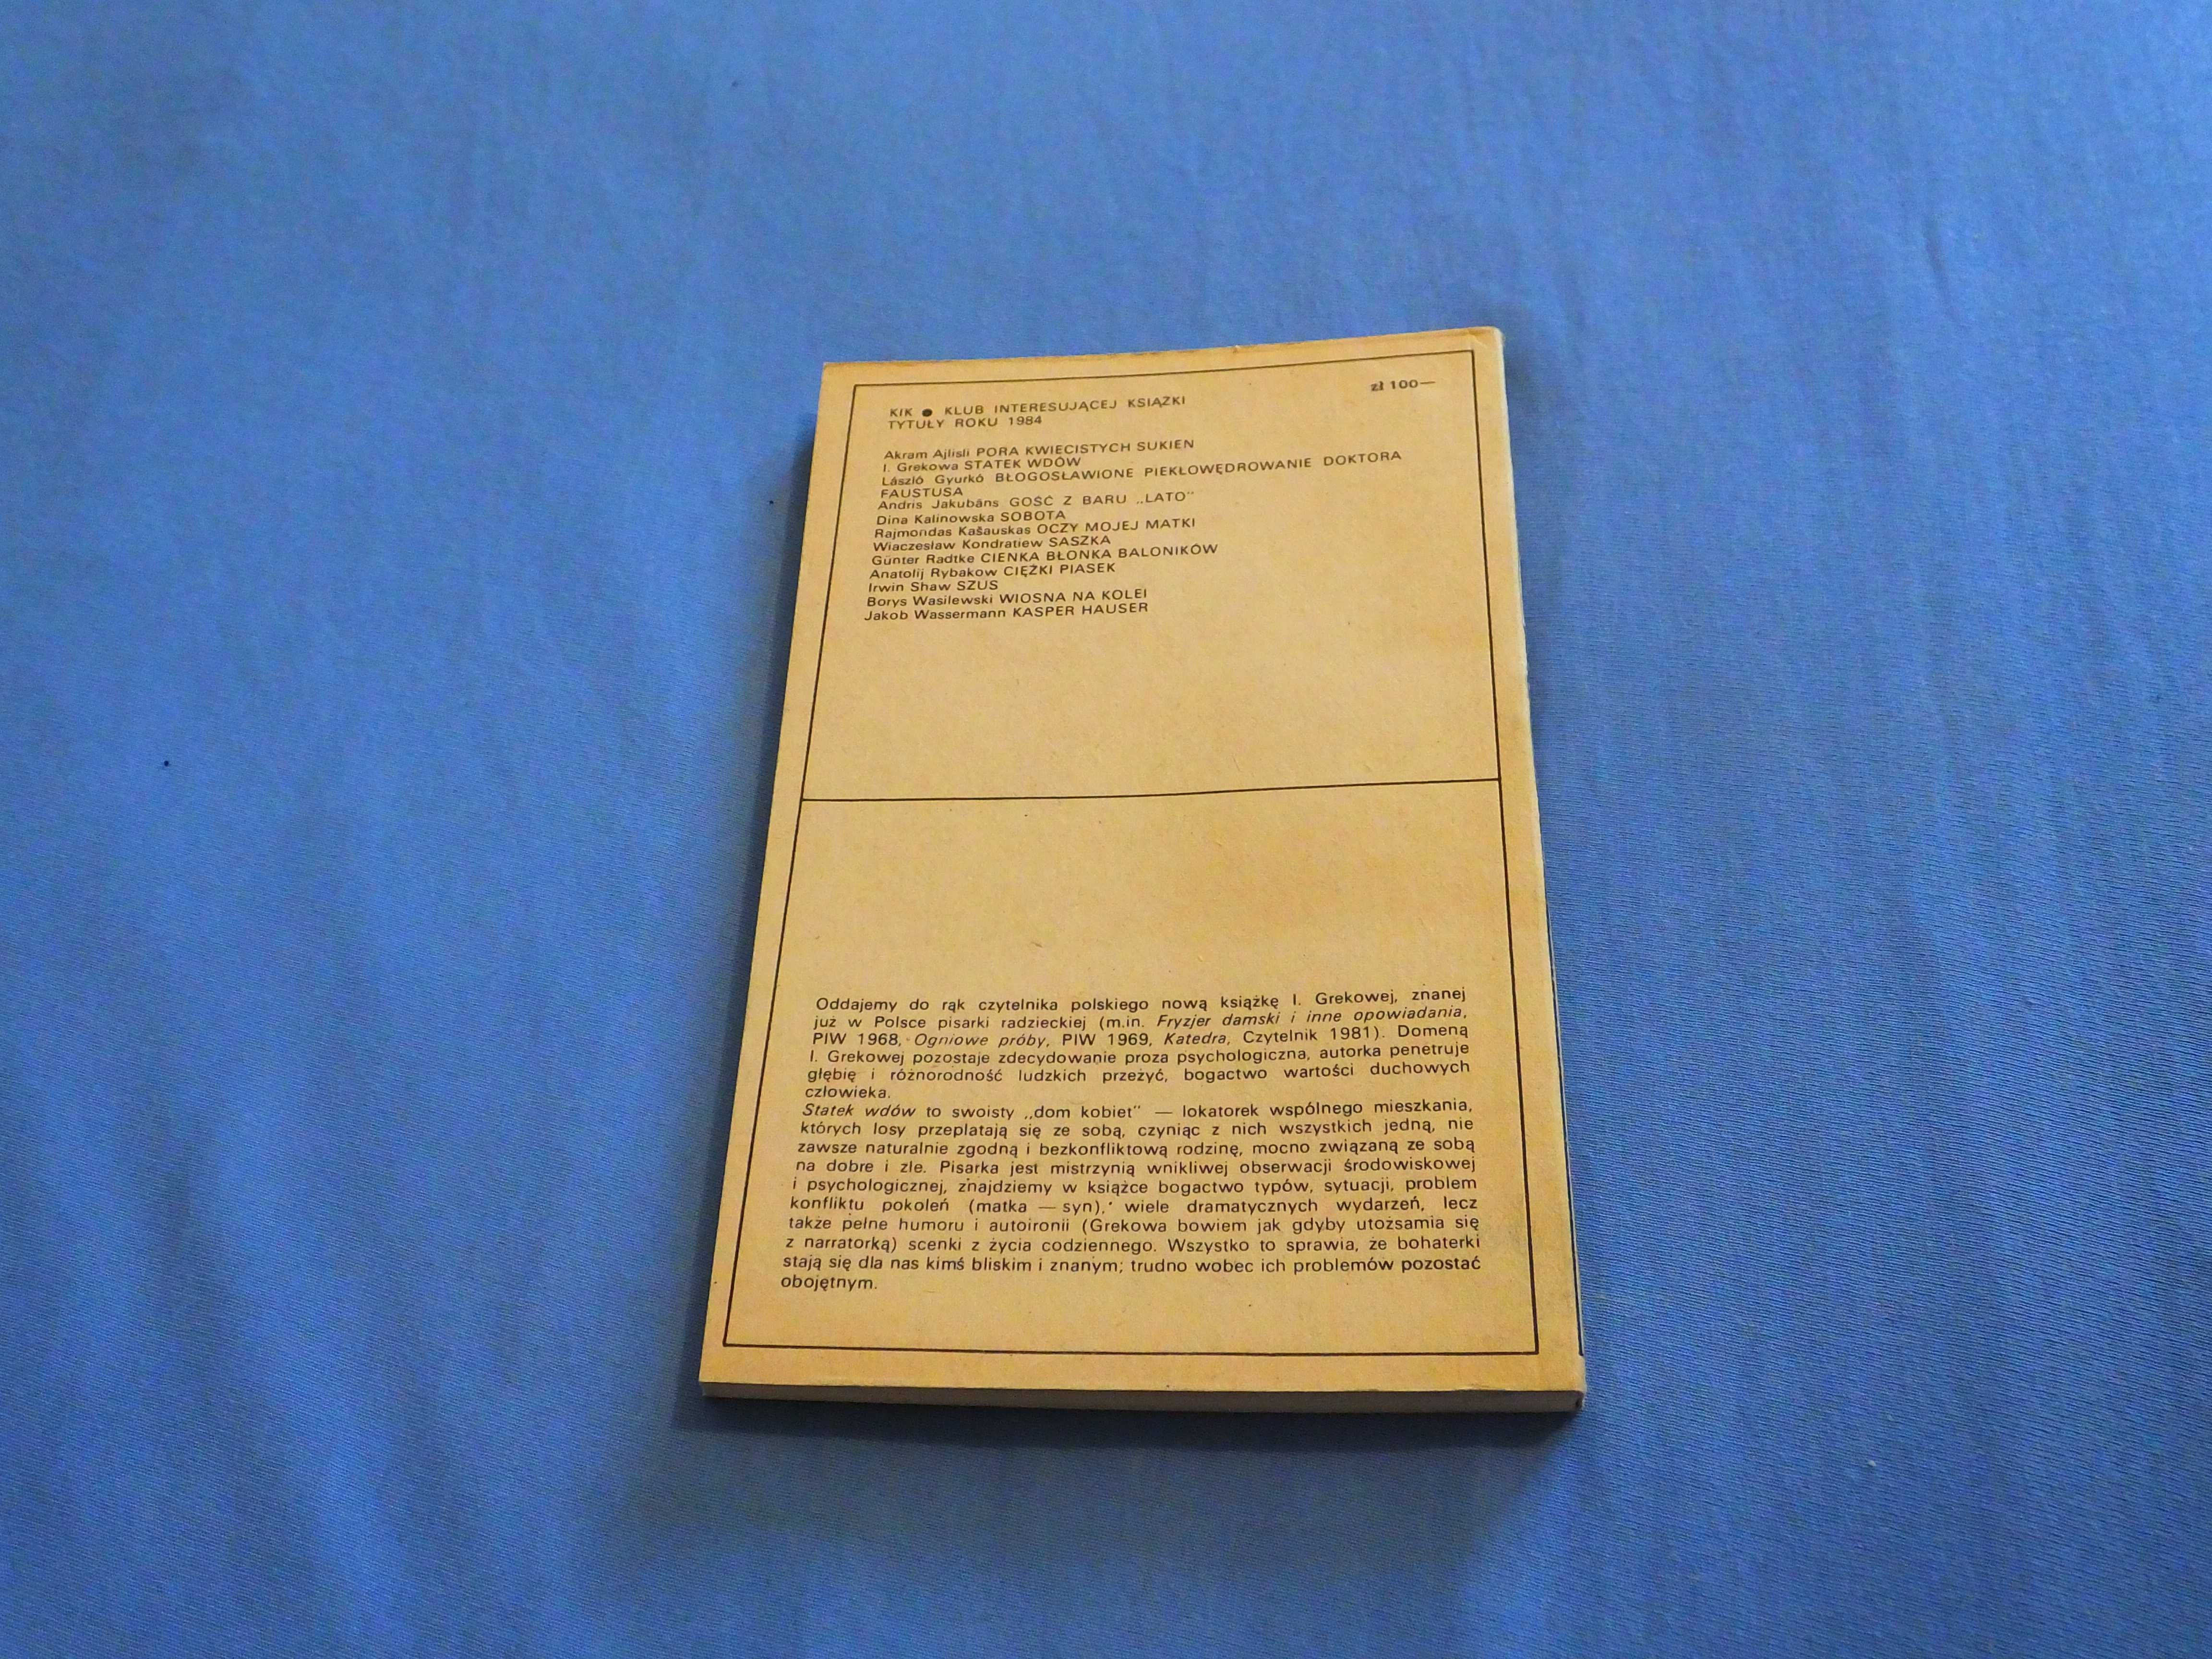 zł 100—
KIK ● KLUB INTERESUJĄCEJ KSIĄŻKI
TYTUŁY ROKU 1984
Akram Ajlisli PORA KWIECISTYCH SUKIEN
I. Grekowa STATEK WDÓW
László Gyurkó BŁOGOSŁAWIONE PIEKŁOWĘDROWANIE DOKTORA
FAUSTUSA
Andris Jakubāns GOŚĆ Z BARU „LATO”
Dina Kalinowska SOBOTA
Rajmondas Kašauskas OCZY MOJEJ MATKI
Wiaczesław Kondratiew SASZKA
Günter Radtke CIENKA BŁONKA BALONIKÓW
Anatolij Rybakow CIĘŻKI PIASEK
Irwin Shaw SZUS
Borys Wasilewski WIOSNA NA KOLEI
Jakob Wassermann KASPER HAUSER
Oddajemy do rąk czytelnika polskiego nową książkę I. Grekowej, znanej
już w Polsce pisarki radzieckiej (m.in. Fryzjer damski i inne opowiadania,
PIW 1968, Ogniowe próby, PIW 1969, Katedra, Czytelnik 1981). Domeną
I. Grekowej pozostaje zdecydowanie proza psychologiczna, autorka penetruje
głębię i różnorodność ludzkich przeżyć, bogactwo wartości duchowych
człowieka.
Statek wdów to swoisty „dom kobiet” — lokatorek wspólnego mieszkania,
których losy przeplatają się ze sobą, czyniąc z nich wszystkich jedną, nie
zawsze naturalnie zgodną i bezkonfliktową rodzinę, mocno związaną ze sobą
na dobre i złe. Pisarka jest mistrzynią wnikliwej obserwacji środowiskowej
i psychologicznej, znajdziemy w książce bogactwo typów, sytuacji, problem
konfliktu pokoleń (matka — syn), wiele dramatycznych wydarzeń, lecz
także pełne humoru i autoironii (Grekowa bowiem jak gdyby utożsamia się
z narratorką) scenki z życia codziennego. Wszystko to sprawia, że bohaterki
stają się dla nas kimś bliskim i znanym; trudno wobec ich problemów pozostać
obojętnym.